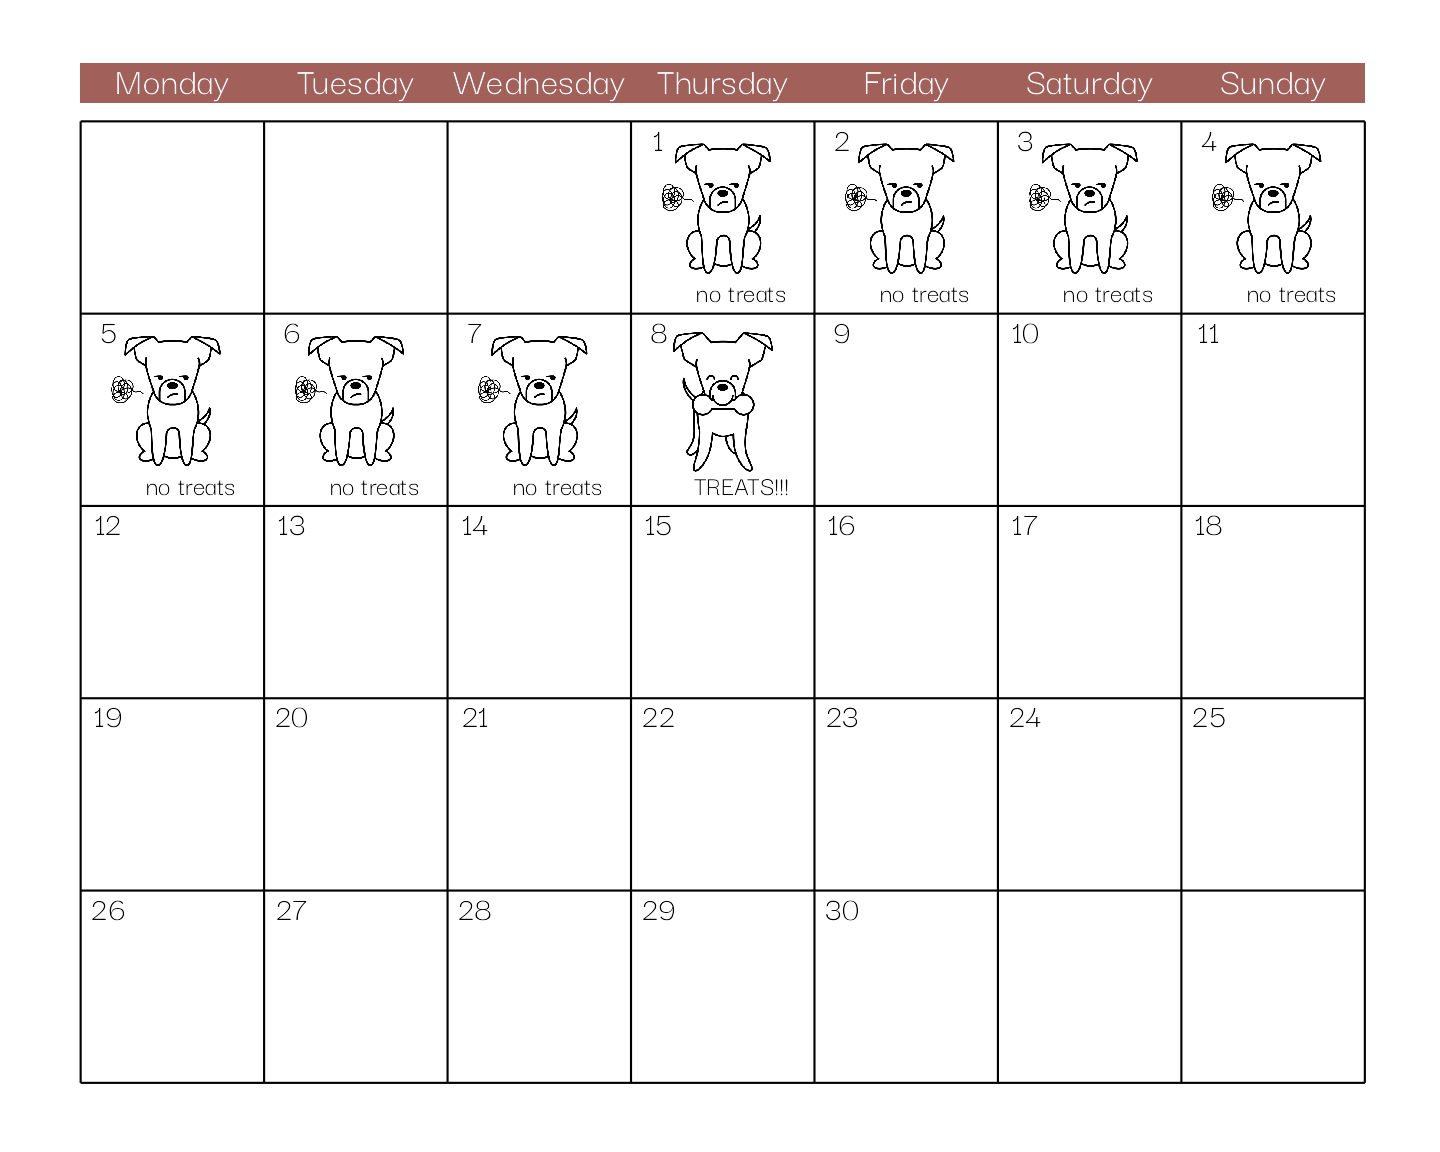 Monday Tuesday Wednesday Thursday Friday Saturday Sunday
1 2 3 4
no treats no treats no treats no treats
5 6 7 8 9 10 11
no treats no treats no treats TREATS!!!
12 13 14 15 16 17 18
19 20 21 22 23 24 25
26 27 28 29 30